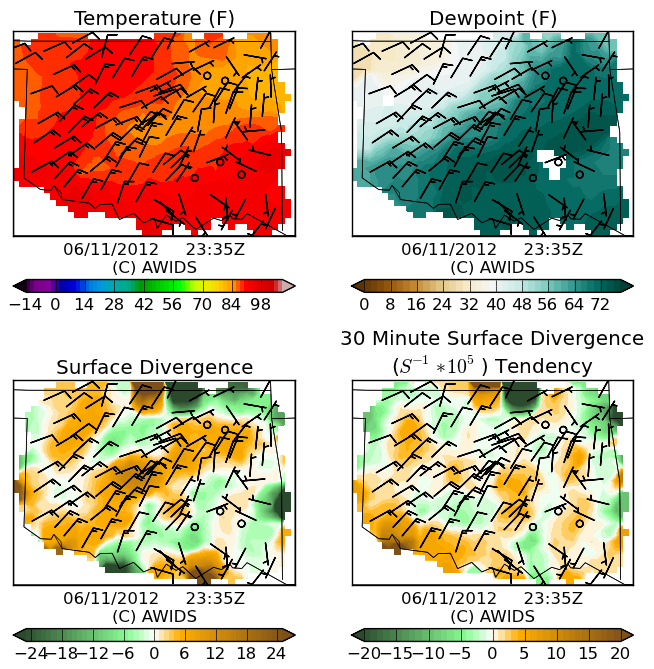 Temperature (F)
Dewpoint (F)
06/11/2012 23:35Z
(C) AWIDS
−14 0 14 28 42 56 70 84 98
06/11/2012 23:35Z
(C) AWIDS
0 8 16 24 32 40 48 56 64 72
Surface Divergence
30 Minute Surface Divergence
(S⁻¹ ∗10⁵ ) Tendency
06/11/2012 23:35Z
(C) AWIDS
−24 −18 −12 −6 0 6 12 18 24
06/11/2012 23:35Z
(C) AWIDS
−20 −15 −10 −5 0 5 10 15 20